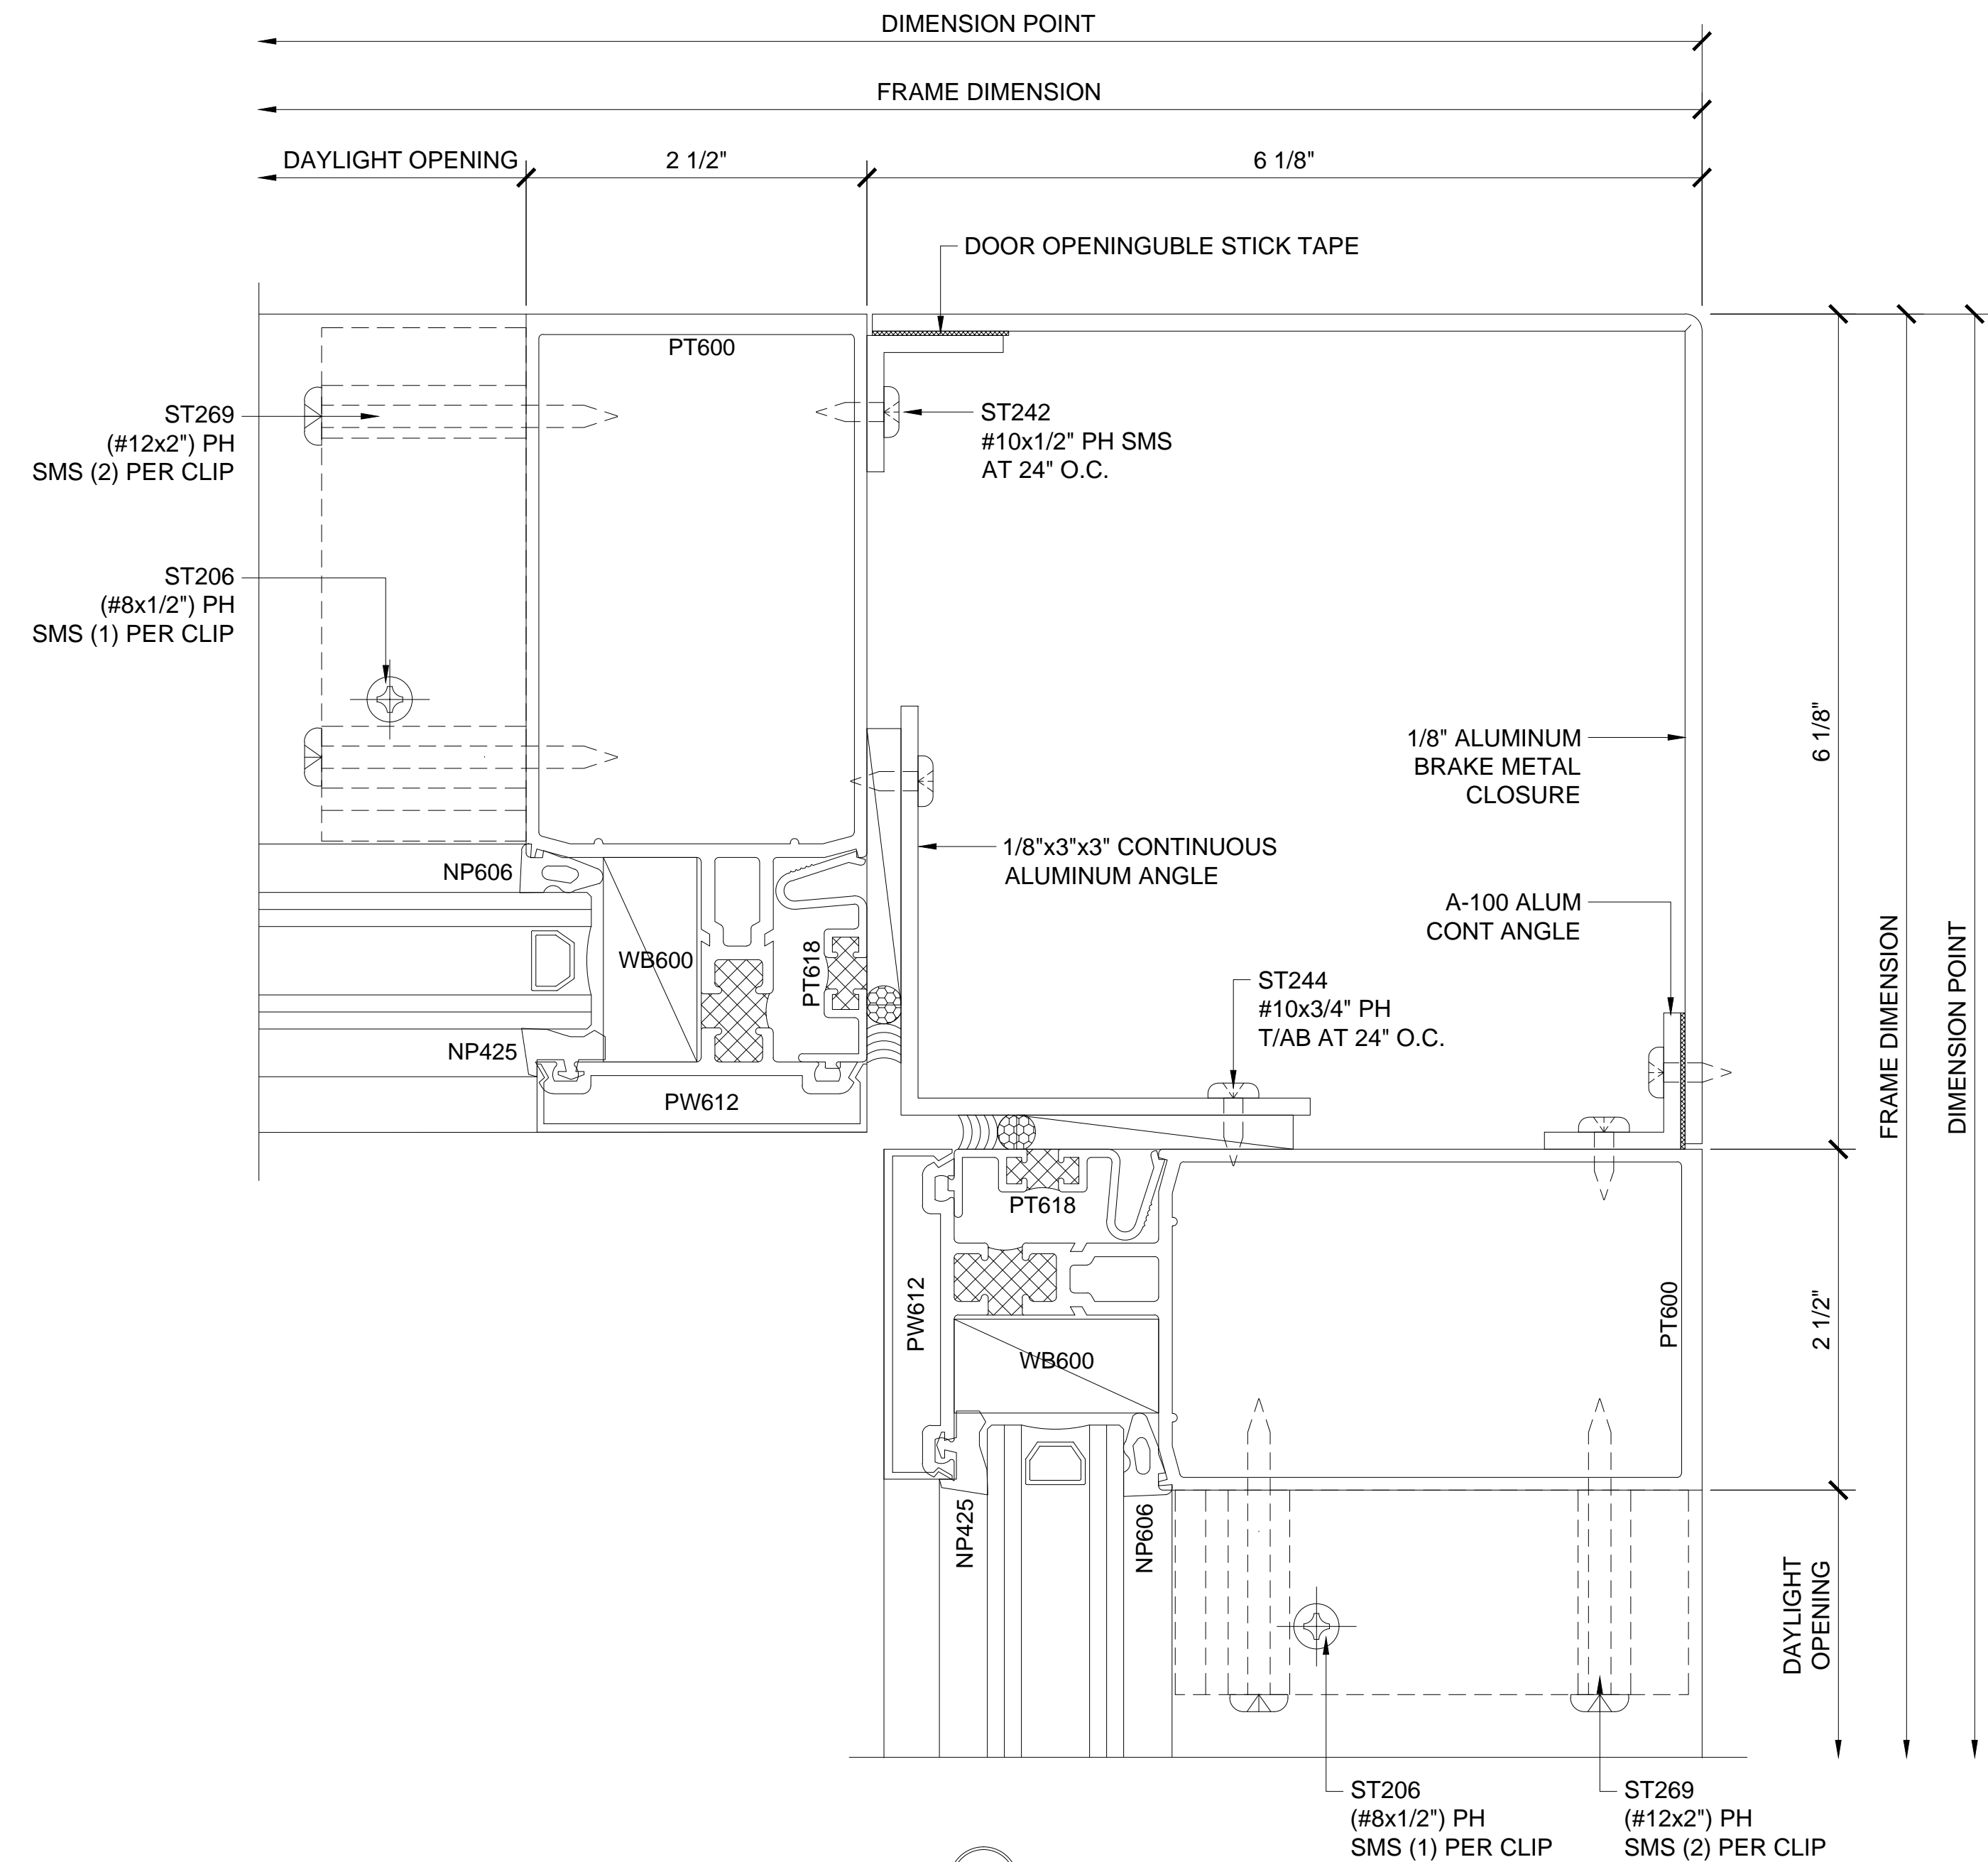 DIMENSION POINT
FRAME DIMENSION
DAYLIGHT OPENING
2 1/2"
6 1/8"
DOOR OPENINGUBLE STICK TAPE
PT600
ST269
(#12x2") PH
SMS (2) PER CLIP
ST242
#10x1/2" PH SMS
AT 24" O.C.
ST206
(#8x1/2") PH
SMS (1) PER CLIP
1/8" ALUMINUM
BRAKE METAL
CLOSURE
6 1/8"
1/8"x3"x3" CONTINUOUS
ALUMINUM ANGLE
NP606
A-100 ALUM
CONT ANGLE
WB600
PT618
ST244
#10x3/4" PH
T/AB AT 24" O.C.
NP425
PW612
FRAME DIMENSION
DIMENSION POINT
PT618
PW612
WB600
PT600
2 1/2"
NP425
NP606
DAYLIGHT
OPENING
ST206
(#8x1/2") PH
SMS (1) PER CLIP
ST269
(#12x2") PH
SMS (2) PER CLIP